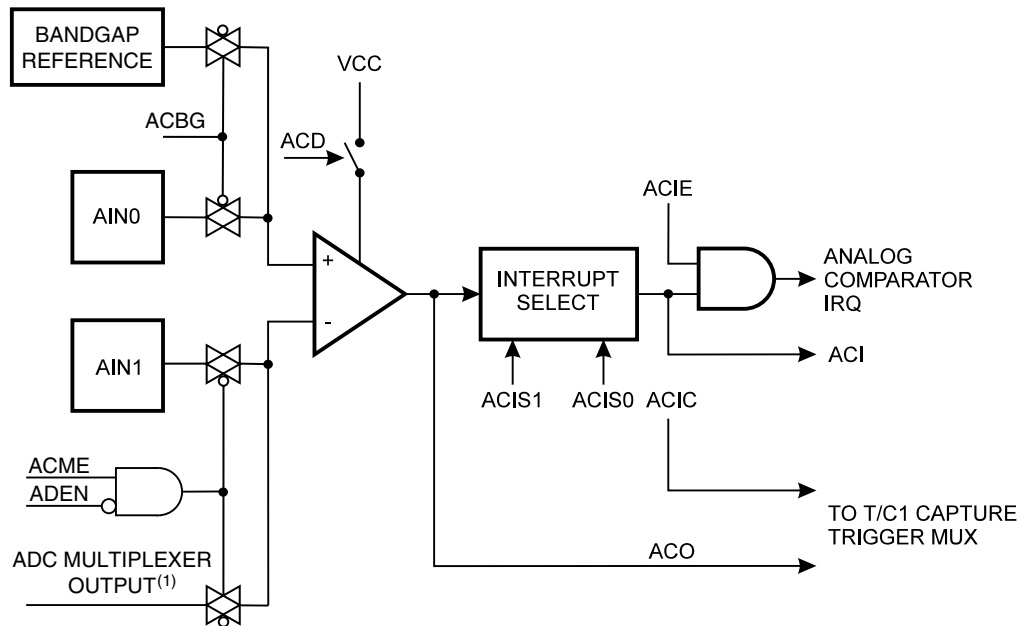 BANDGAP
REFERENCE
VCC
ACBG
ACD
ACIE
AIN0
+
-
INTERRUPT
SELECT
ANALOG
COMPARATOR
IRQ
AIN1
ACI
ACIS1
ACIS0
ACIC
ACME
ADEN
TO T/C1 CAPTURE
TRIGGER MUX
ADC MULTIPLEXER
OUTPUT(1)
ACO